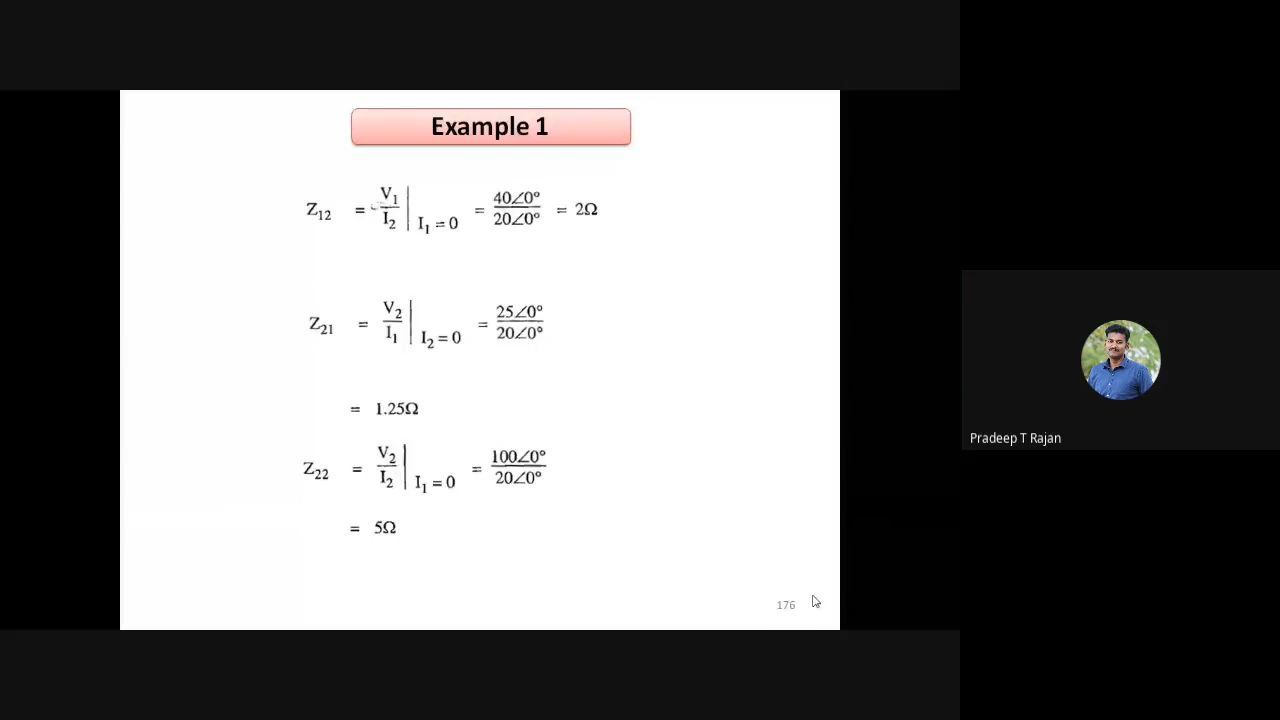 Example 1
Z12 = V1/I2 | I1 = 0 = 40∠0°/20∠0° = 2Ω
Z21 = V2/I1 | I2 = 0 = 25∠0°/20∠0°
= 1.25Ω
Pradeep T Rajan
Z22 = V2/I2 | I1 = 0 = 100∠0°/20∠0°
= 5Ω
176